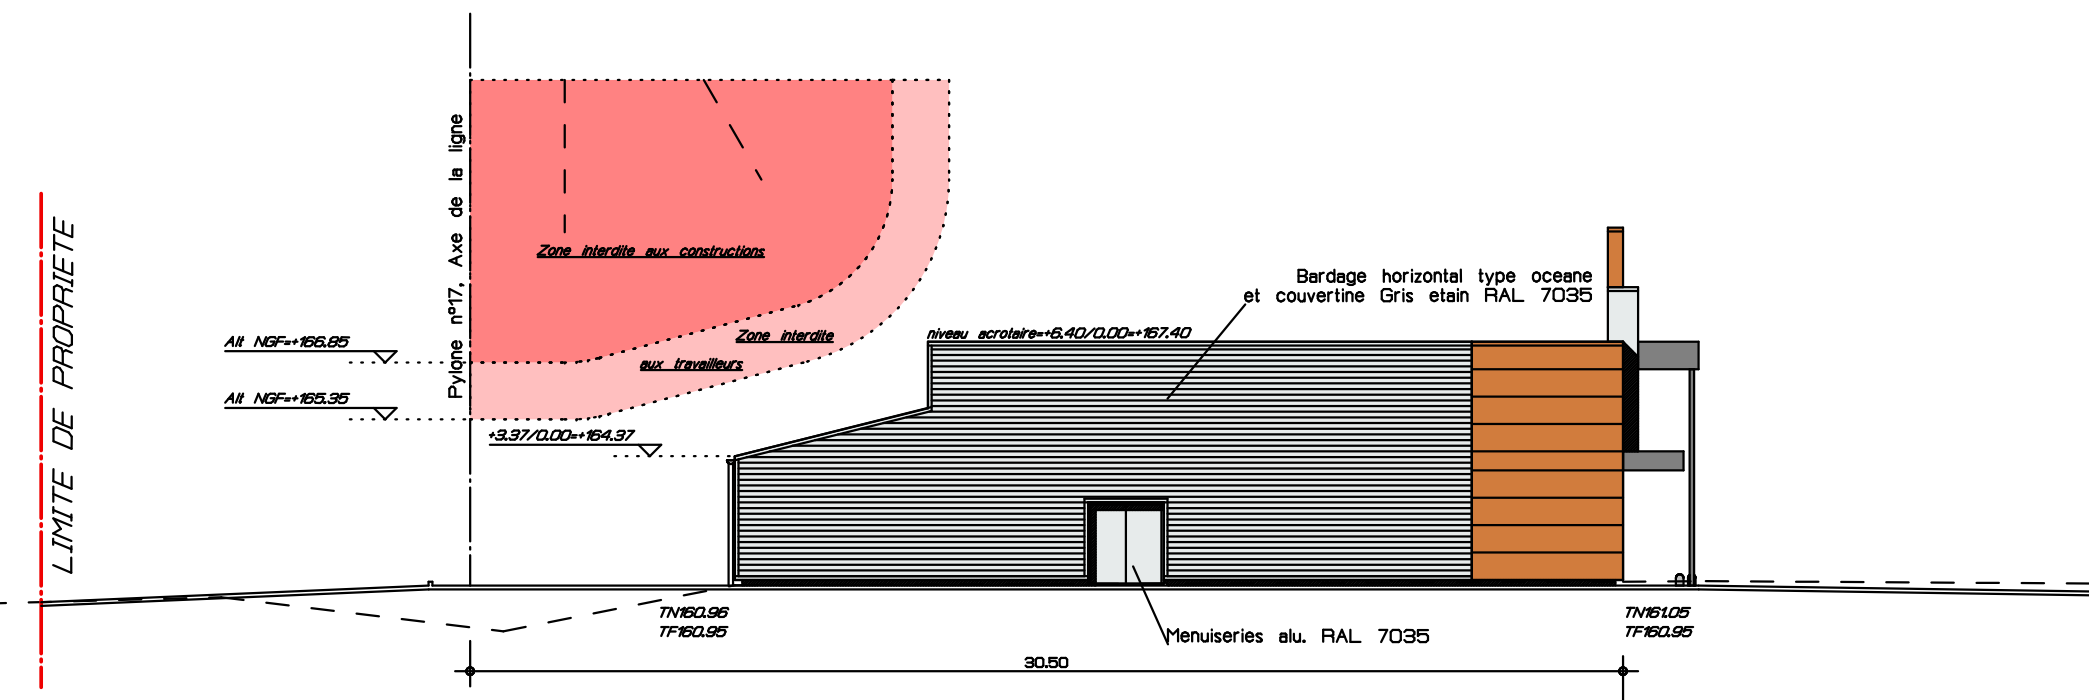 LIMITE DE PROPRIETE
Pylone n°17, Axe de la ligne
Zone interdite aux constructions
Zone interdite
aux travailleurs
Alt NGF=+166.85
Alt NGF=+165.35
+3.37/0.00=+164.37
niveau acrotaire=+6.40/0.00=+167.40
Bardage horizontal type oceane
et couvertine Gris etain RAL 7035
TN160.96
TF160.95
Menuiseries alu. RAL 7035
TN161.05
TF160.95
30.50